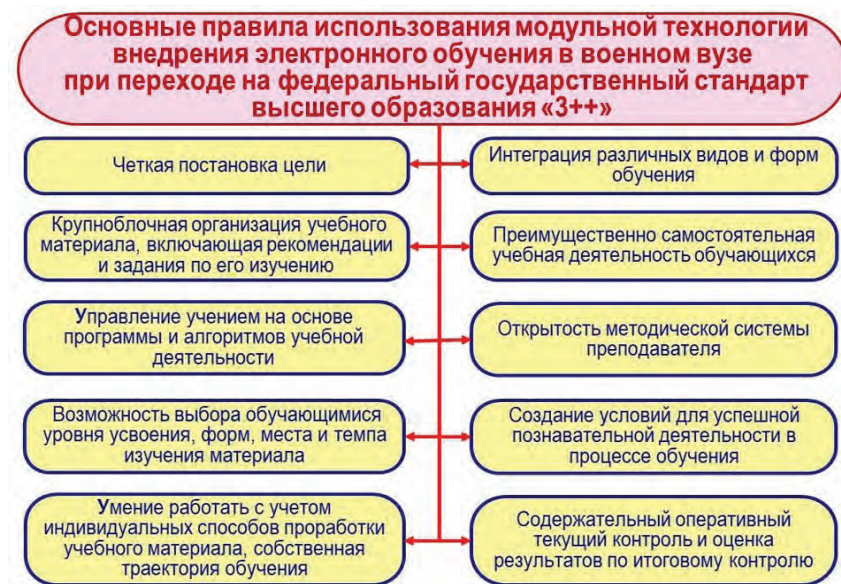 Основные правила использования модульной технологии
внедрения электронного обучения в военном вузе
при переходе на федеральный государственный стандарт
высшего образования «3++»
Четкая постановка цели
Интеграция различных видов и форм
обучения
Крупноблочная организация учебного
материала, включающая рекомендации
и задания по его изучению
Преимущественно самостоятельная
учебная деятельность обучающихся
Управление учением на основе
программы и алгоритмов учебной
деятельности
Открытость методической системы
преподавателя
Возможность выбора обучающимися
уровня усвоения, форм, места и темпа
изучения материала
Создание условий для успешной
познавательной деятельности в
процессе обучения
Умение работать с учетом
индивидуальных способов проработки
учебного материала, собственная
траектория обучения
Содержательный оперативный
текущий контроль и оценка
результатов по итоговому контролю